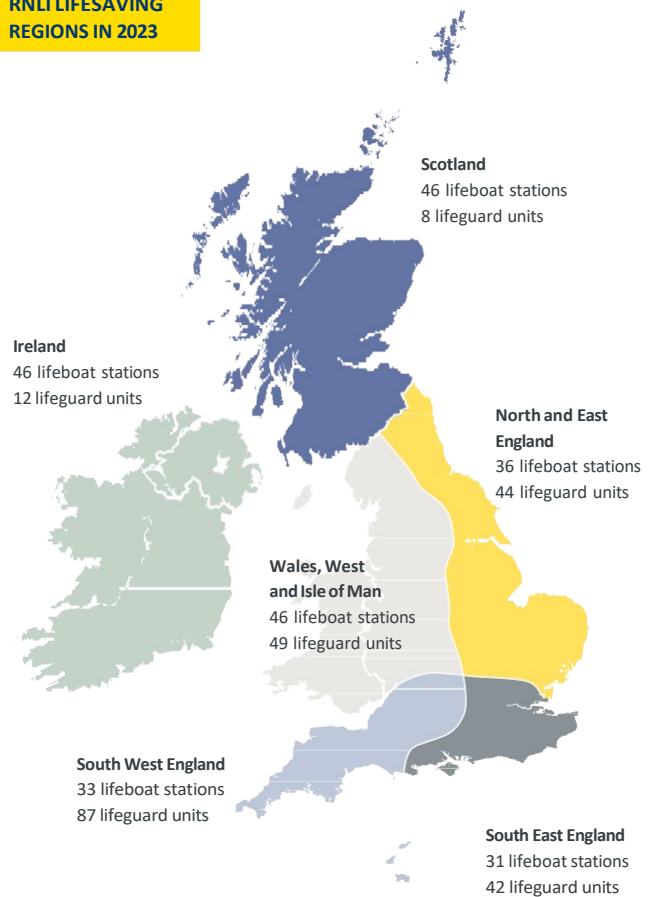 RNLI LIFESAVING
REGIONS IN 2023
Scotland
46 lifeboat stations
8 lifeguard units
Ireland
46 lifeboat stations
12 lifeguard units
North and East
England
36 lifeboat stations
44 lifeguard units
Wales, West
and Isle of Man
46 lifeboat stations
49 lifeguard units
South West England
33 lifeboat stations
87 lifeguard units
South East England
31 lifeboat stations
42 lifeguard units